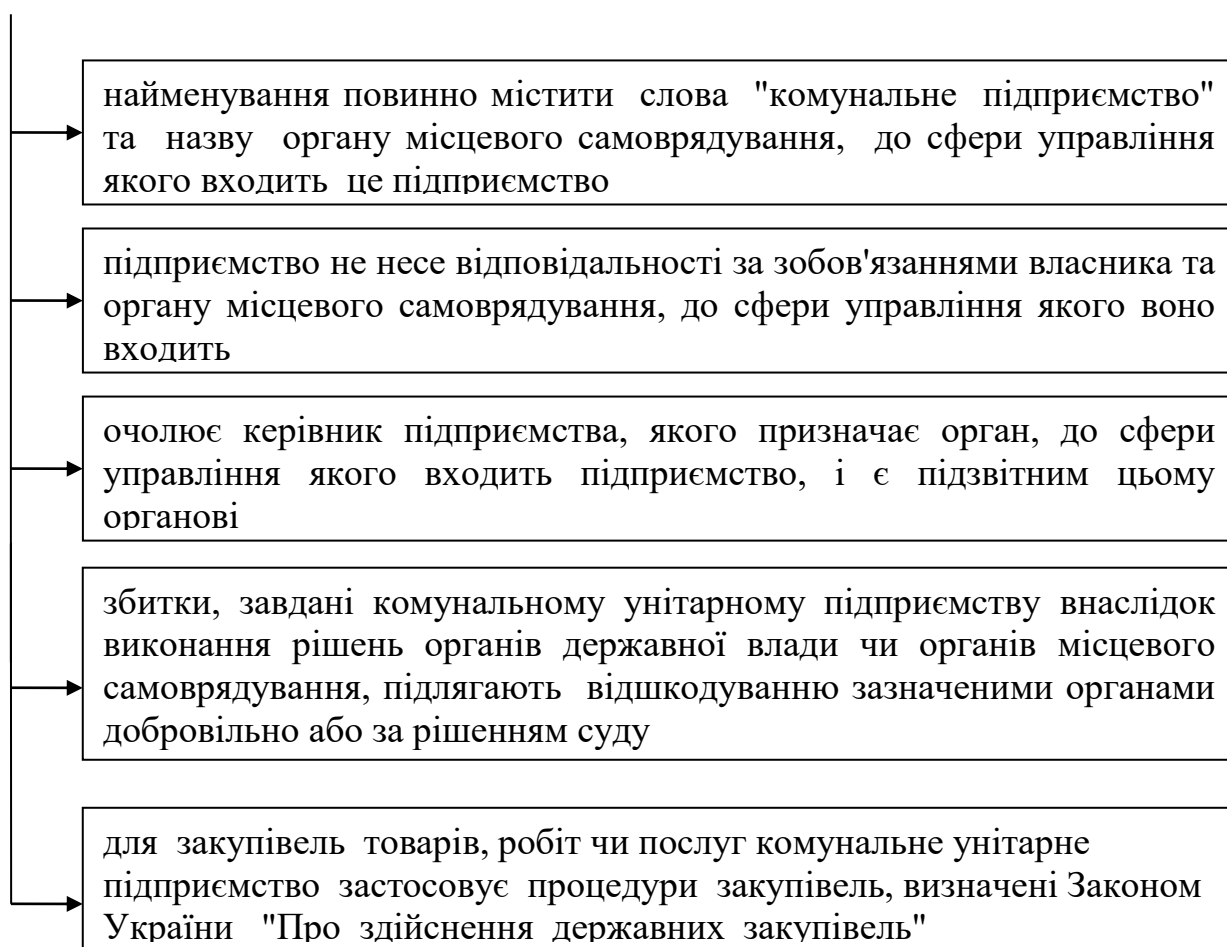 найменування повинно містити слова "комунальне підприємство"
та назву органу місцевого самоврядування, до сфери управління
якого входить це підприємство
підприємство не несе відповідальності за зобов'язаннями власника та
органу місцевого самоврядування, до сфери управління якого воно
входить
очолює керівник підприємства, якого призначає орган, до сфери
управління якого входить підприємство, і є підзвітним цьому
органові
збитки, завдані комунальному унітарному підприємству внаслідок
виконання рішень органів державної влади чи органів місцевого
самоврядування, підлягають відшкодуванню зазначеними органами
добровільно або за рішенням суду
для закупівель товарів, робіт чи послуг комунальне унітарне
підприємство застосовує процедури закупівель, визначені Законом
України "Про здійснення державних закупівель"